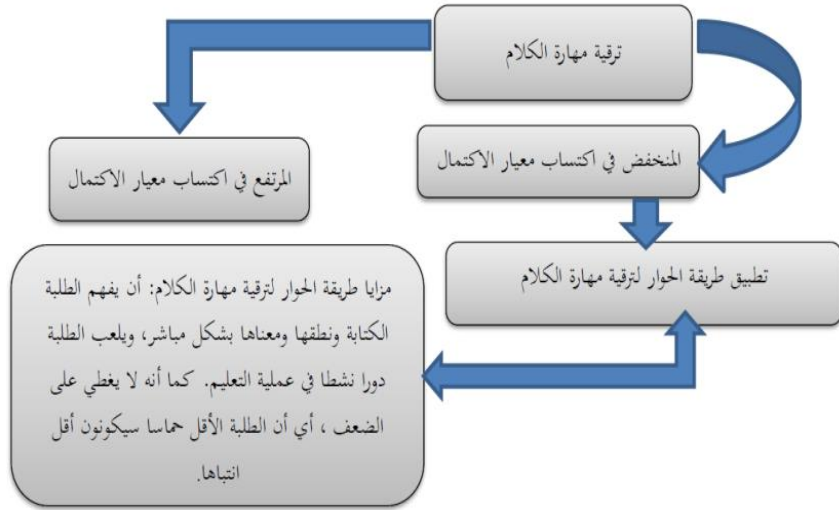 ترقية مهارة الكلام
المنخفض في اكتساب معيار الاكتمال
المرتفع في اكتساب معيار الاكتمال
تطبيق طريقة الحوار لترقية مهارة الكلام
مزايا طريقة الحوار لترقية مهارة الكلام: أن يفهم الطلبة
الكتابة ونطقها ومعناها بشكل مباشر، ويلعب الطلبة
دورا نشطا في عملية التعليم. كما أنه لا يغطي على
الضعف ، أي أن الطلبة الأقل حماسا سيكونون أقل
انتباها.